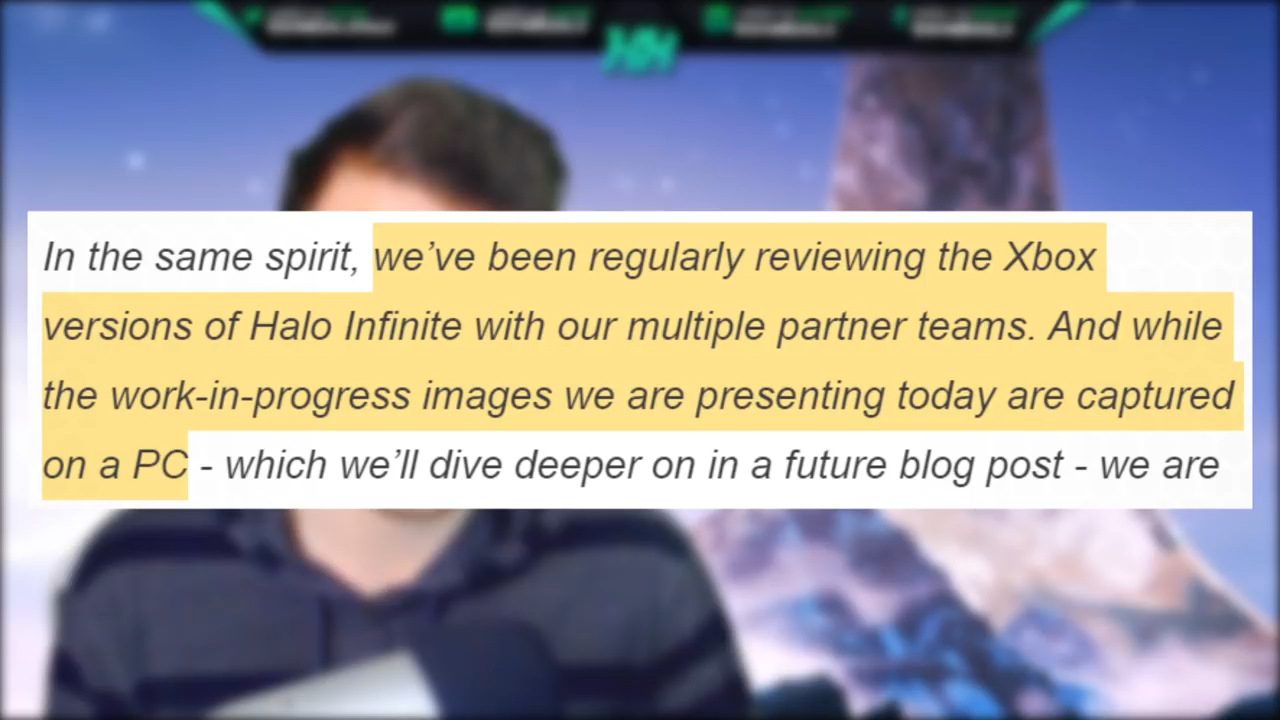 In the same spirit, we’ve been regularly reviewing the Xbox
versions of Halo Infinite with our multiple partner teams. And while
the work-in-progress images we are presenting today are captured
on a PC - which we’ll dive deeper on in a future blog post - we are